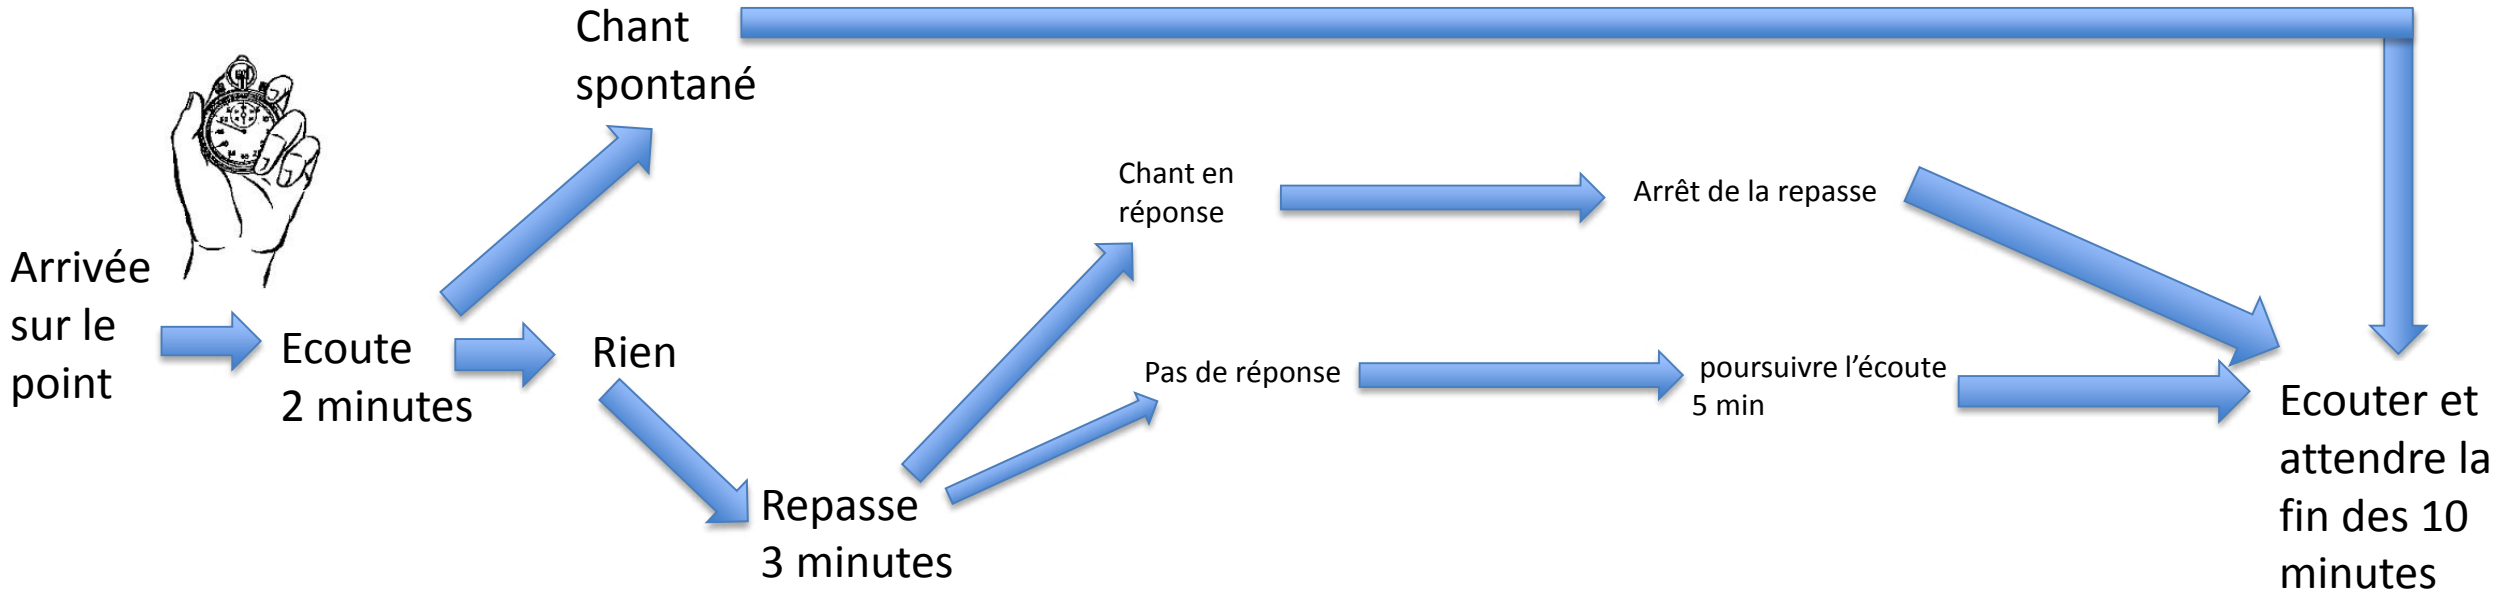 Chant
spontané
Arrivée
sur le
point
Ecoute
2 minutes
Rien
Repasse
3 minutes
Chant en
réponse
Arrêt de la repasse
Pas de réponse
poursuivre l’écoute
5 min
Ecouter et
attendre la
fin des 10
minutes